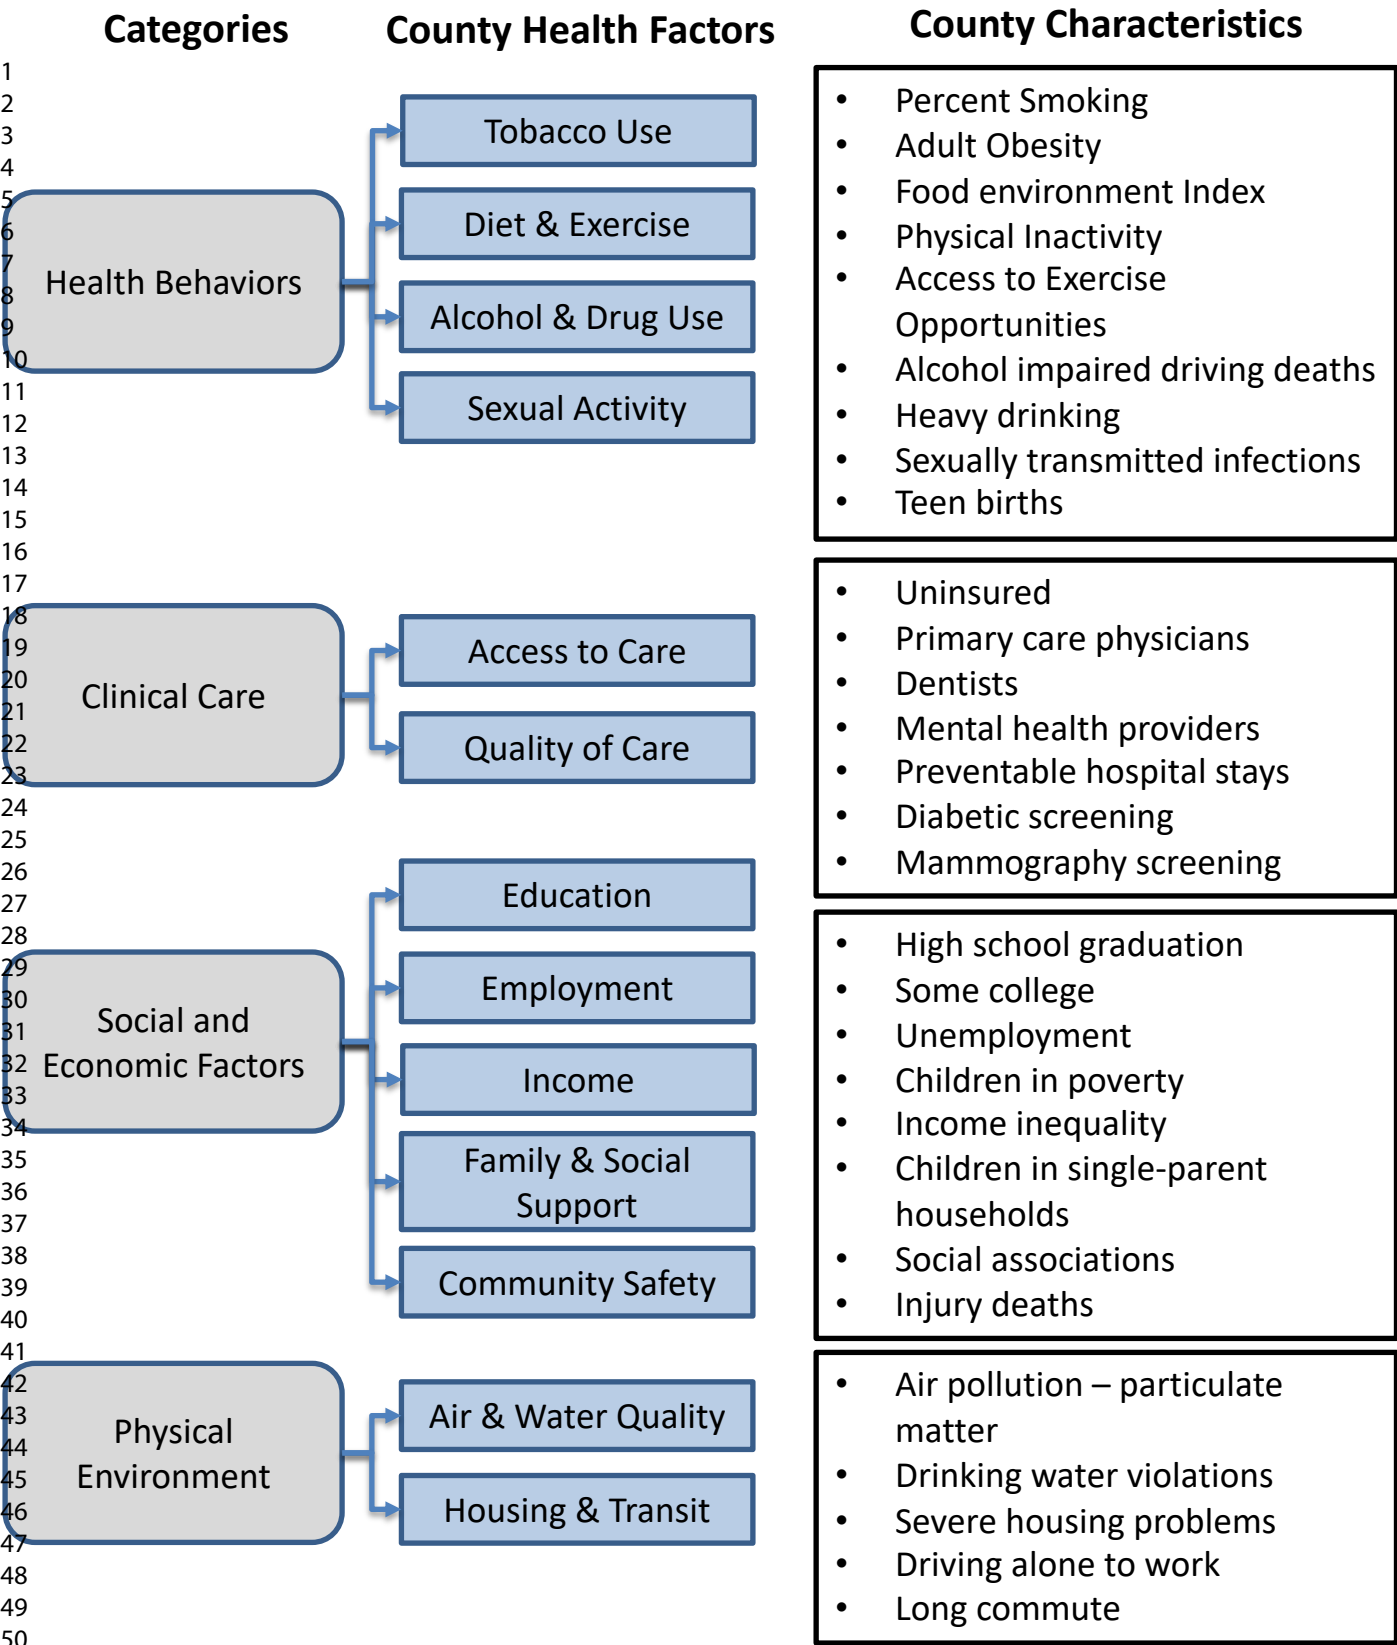 Categories
County Health Factors
County Characteristics
1
2
3
4
5
6
7
8
9
10
11
12
13
14
15
16
17
18
19
20
21
22
23
24
25
26
27
28
29
30
31
32
33
34
35
36
37
38
39
40
41
42
43
44
45
46
47
48
49
50
Health Behaviors
Tobacco Use
Diet & Exercise
Alcohol & Drug Use
Sexual Activity
• Percent Smoking
• Adult Obesity
• Food environment Index
• Physical Inactivity
• Access to Exercise
Opportunities
• Alcohol impaired driving deaths
• Heavy drinking
• Sexually transmitted infections
• Teen births
Clinical Care
Access to Care
Quality of Care
• Uninsured
• Primary care physicians
• Dentists
• Mental health providers
• Preventable hospital stays
• Diabetic screening
• Mammography screening
Social and
Economic Factors
Education
Employment
Income
Family & Social
Support
Community Safety
• High school graduation
• Some college
• Unemployment
• Children in poverty
• Income inequality
• Children in single-parent
households
• Social associations
• Injury deaths
Physical
Environment
Air & Water Quality
Housing & Transit
• Air pollution – particulate
matter
• Drinking water violations
• Severe housing problems
• Driving alone to work
• Long commute